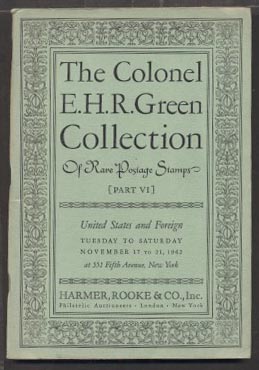 The Colonel
E.H.R.Green
Collection
Of Rare Postage Stamps
[PART VI]
United States and Foreign
TUESDAY TO SATURDAY
NOVEMBER 17 TO 21, 1942
at 551 Fifth Avenue, New York
HARMER, ROOKE & CO., Inc.
Philatelic Auctioneers · London · New York